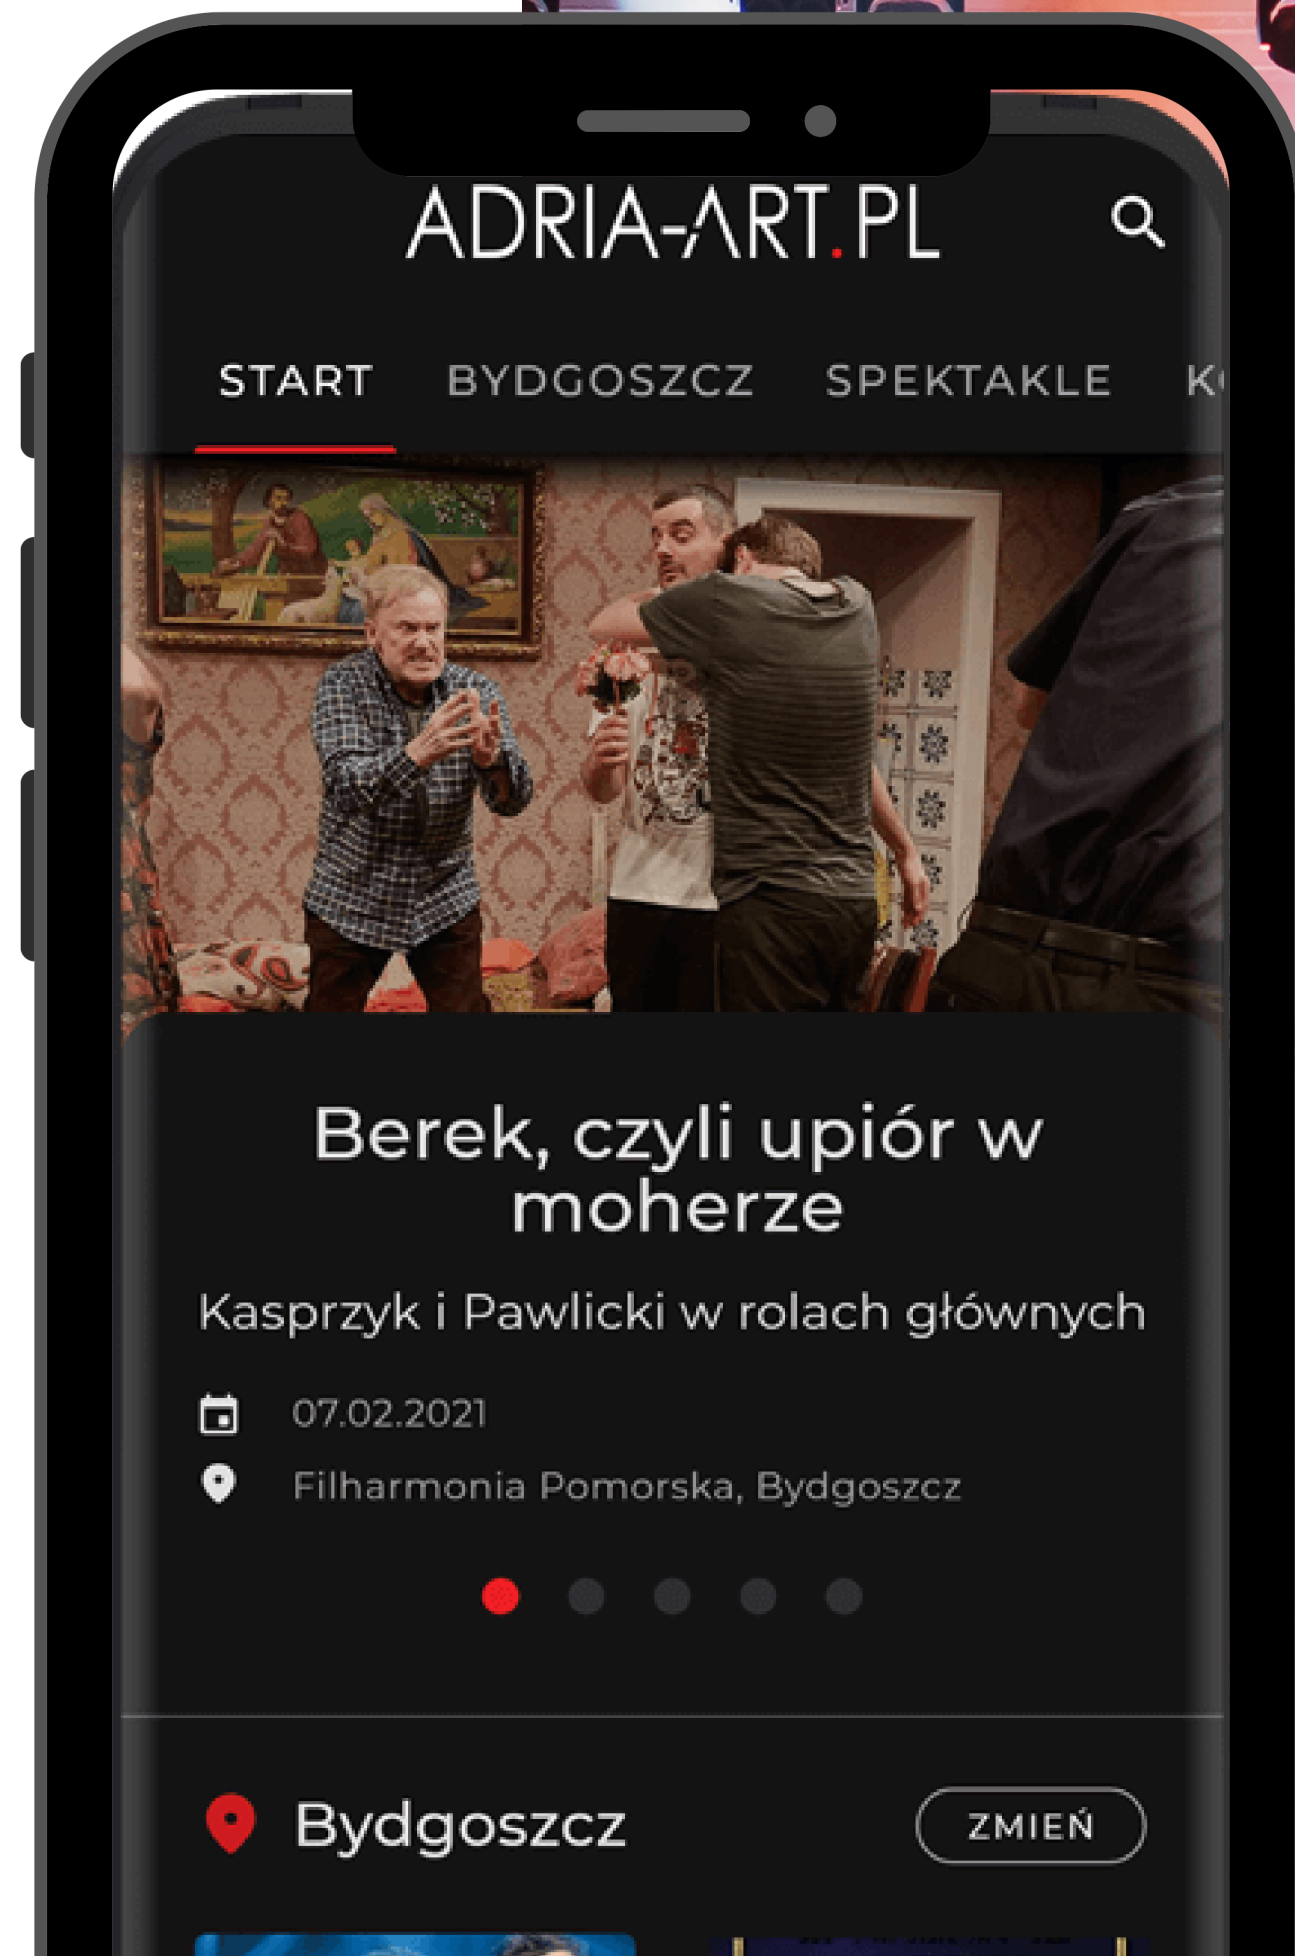 ADRIA-ART.PL
START BYDGOSZCZ SPEKTAKLE
Berek, czyli upiór w
moherze
Kasprzyk i Pawlicki w rolach głównych
07.02.2021
Filharmonia Pomorska, Bydgoszcz
Bydgoszcz ZMIEŃ